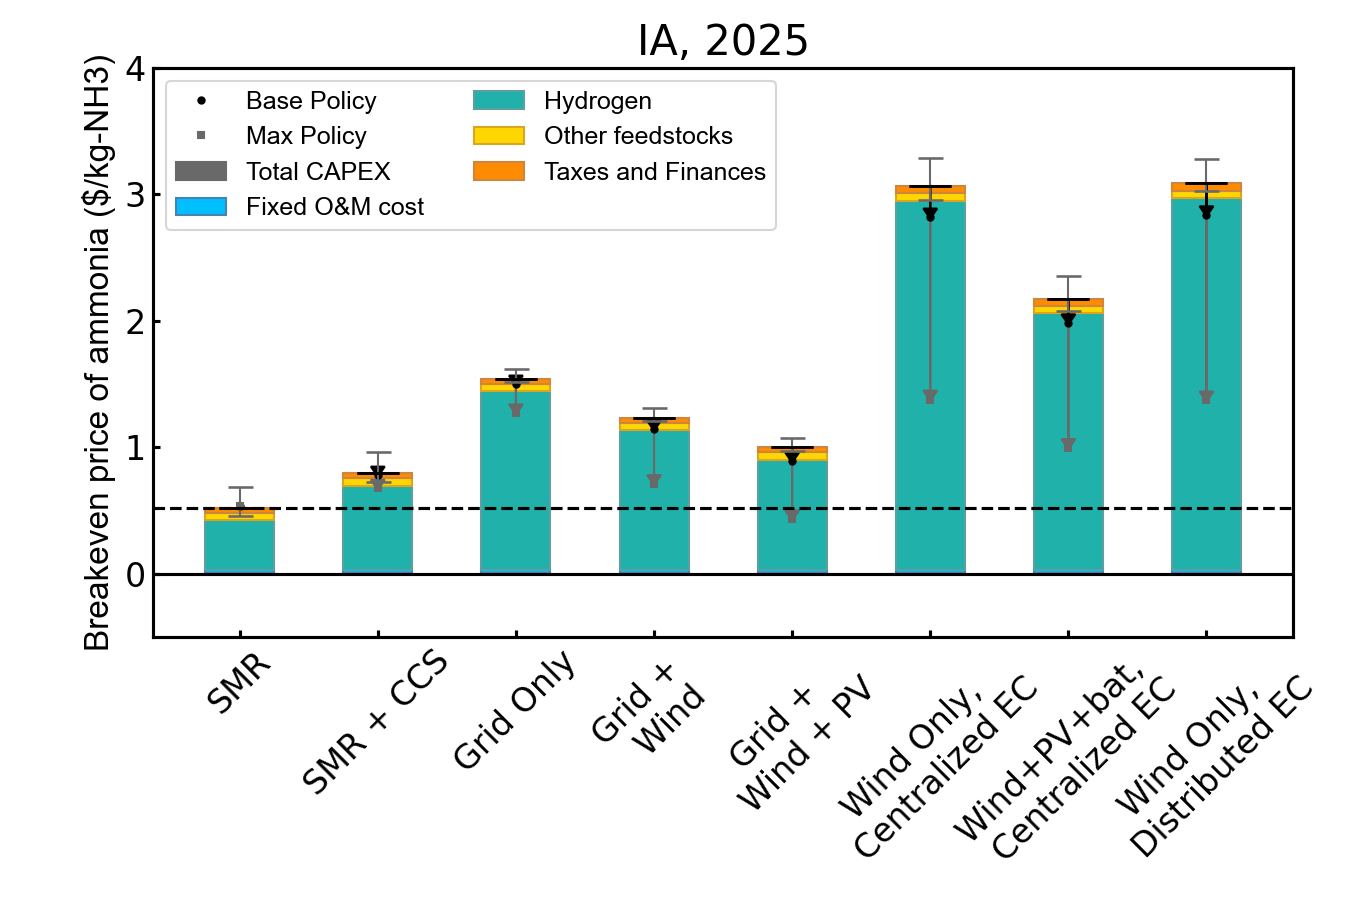 IA, 2025
Breakeven price of ammonia ($/kg-NH3)
4
3
2
1
0
Base Policy
Max Policy
Total CAPEX
Fixed O&M cost
Hydrogen
Other feedstocks
Taxes and Finances
SMR
SMR + CCS
Grid Only
Grid +
Wind
Grid +
Wind + PV
Wind Only,
Centralized EC
Wind+PV+bat,
Centralized EC
Wind Only,
Distributed EC